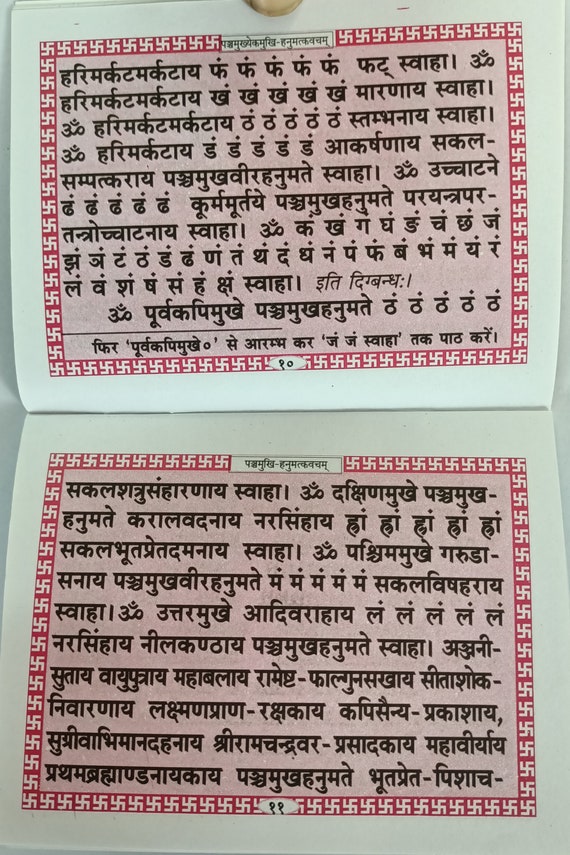 पञ्चमुख्येकमुखि-हनुमत्कवचम्
हरिमर्कटमर्कटाय फं फं फं फं फं फट् स्वाहा। ॐ
हरिमर्कटमर्कटाय खं खं खं खं खं मारणाय स्वाहा।
ॐ हरिमर्कटमर्कटाय ठं ठं ठं ठं ठं स्तम्भनाय स्वाहा।
ॐ हरिमर्कटाय डं डं डं डं डं आकर्षणाय सकल-
सम्पत्कराय पञ्चमुखवीरहनुमते स्वाहा। ॐ उच्चाटने
ढं ढं ढं ढं ढं कूर्ममूर्तये पञ्चमुखहनुमते परयन्त्रपर-
तन्त्रोच्चाटनाय स्वाहा। ॐ कं खं गं घं ङं चं छं जं
झं ञं टं ठं डं ढं णं तं थं दं धं नं पं फं बं भं मं यं रं
लं वं शं षं सं हं क्षं स्वाहा। इति दिग्बन्धः।
ॐ पूर्वकपिमुखे पञ्चमुखहनुमते ठं ठं ठं ठं ठं
फिर ‘पूर्वकपिमुखे०’ से आरम्भ कर ‘जं जं स्वाहा’ तक पाठ करें।
१०
पञ्चमुखि-हनुमत्कवचम्
सकलशत्रुसंहारणाय स्वाहा। ॐ दक्षिणमुखे पञ्चमुख-
हनुमते करालवदनाय नरसिंहाय ह्रां ह्रां ह्रां ह्रां ह्रां
सकलभूतप्रेतदमनाय स्वाहा। ॐ पश्चिममुखे गरुडा-
सनाय पञ्चमुखवीरहनुमते मं मं मं मं मं सकलविषहराय
स्वाहा। ॐ उत्तरमुखे आदिवराहाय लं लं लं लं लं
नरसिंहाय नीलकण्ठाय पञ्चमुखहनुमते स्वाहा। अञ्जनी-
सुताय वायुपुत्राय महाबलाय रामेष्ट-फाल्गुनसखाय सीताशोक-
निवारणाय लक्ष्मणप्राण-रक्षकाय कपिसैन्य-प्रकाशाय,
सुग्रीवाभिमानदहनाय श्रीरामचन्द्रवर-प्रसादकाय महावीर्याय
प्रथमब्रह्माण्डनायकाय पञ्चमुखहनुमते भूतप्रेत-पिशाच-
११